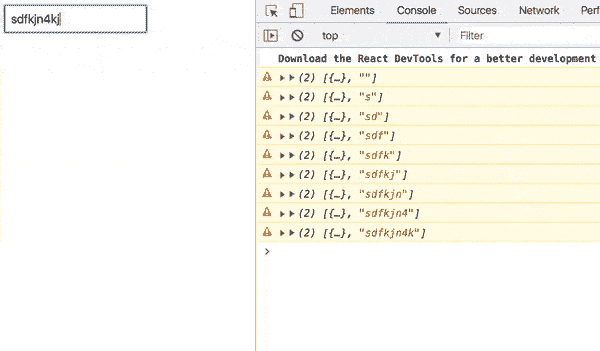 sdfkjn4kj
Elements Console Sources Network Perf
top Filter
Download the React DevTools for a better development
(2) [{…}, ""]
(2) [{…}, "s"]
(2) [{…}, "sd"]
(2) [{…}, "sdf"]
(2) [{…}, "sdfk"]
(2) [{…}, "sdfkj"]
(2) [{…}, "sdfkjn"]
(2) [{…}, "sdfkjn4"]
(2) [{…}, "sdfkjn4k"]